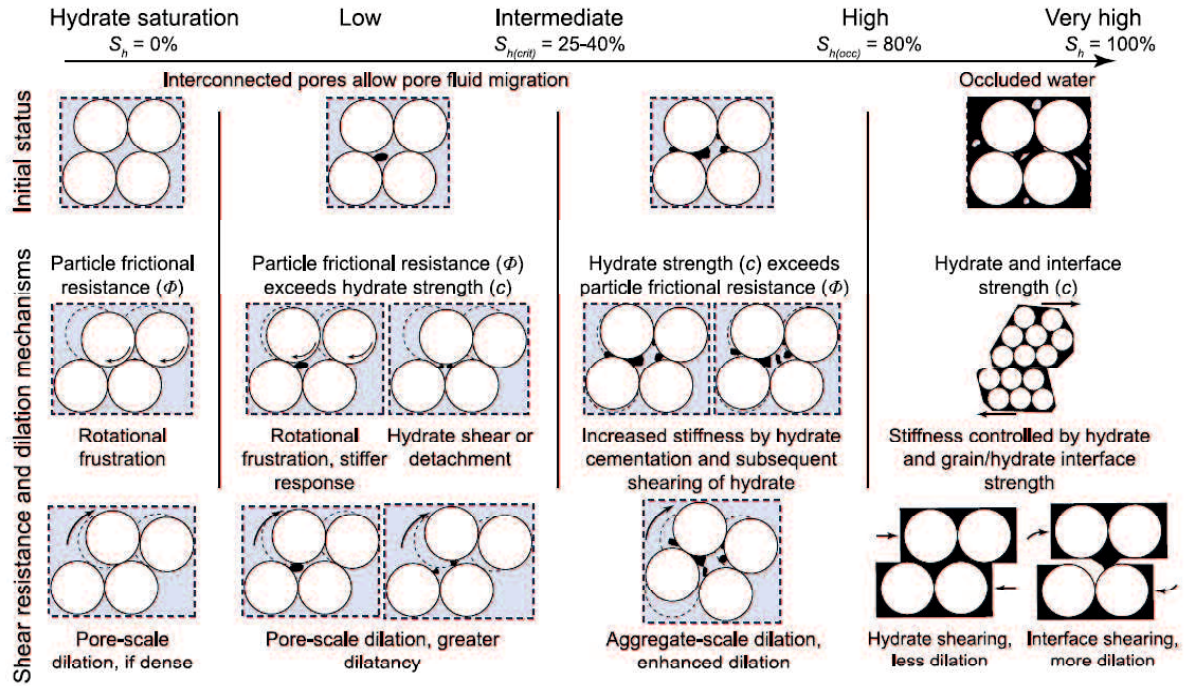 Hydrate saturation
Low
Intermediate
High
Very high
S_h = 0%
S_h(crit) = 25-40%
S_h(occ) = 80%
S_h = 100%
Interconnected pores allow pore fluid migration
Occluded water
Initial status
Shear resistance and dilation mechanisms
Particle frictional
resistance (Φ)
Particle frictional resistance (Φ)
exceeds hydrate strength (c)
Hydrate strength (c) exceeds
particle frictional resistance (Φ)
Hydrate and interface
strength (c)
Rotational
frustration
Rotational
frustration, stiffer
response
Hydrate shear or
detachment
Increased stiffness by hydrate
cementation and subsequent
shearing of hydrate
Stiffness controlled by hydrate
and grain/hydrate interface
strength
Pore-scale
dilation, if dense
Pore-scale dilation, greater
dilatancy
Aggregate-scale dilation,
enhanced dilation
Hydrate shearing,
less dilation
Interface shearing,
more dilation